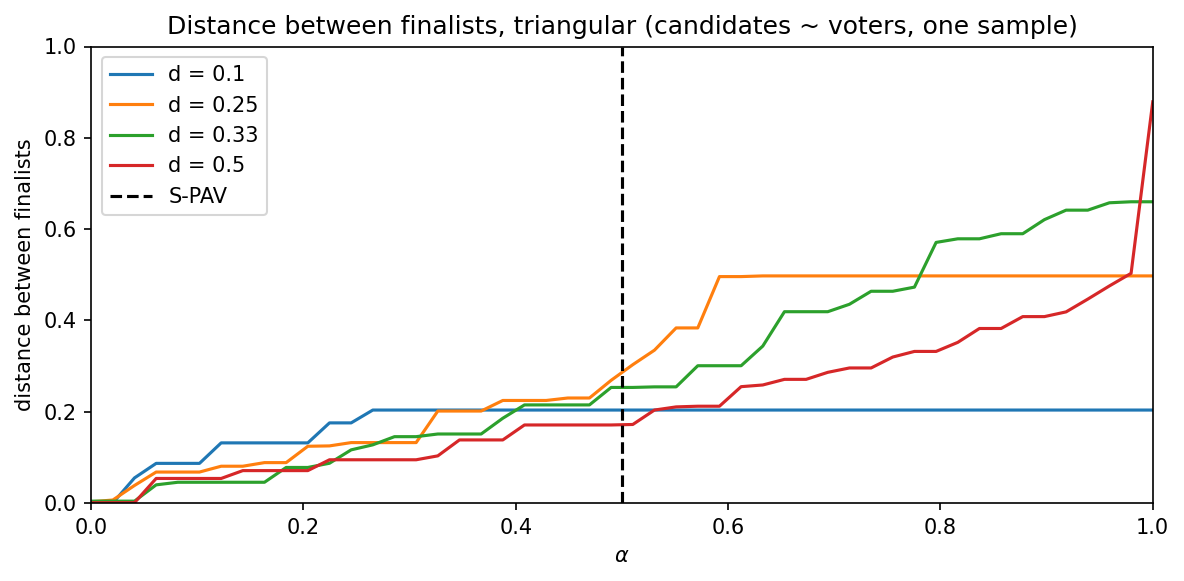 Distance between finalists, triangular (candidates ~ voters, one sample)
distance between finalists
1.0
0.8
0.6
0.4
0.2
0.0
d = 0.1
d = 0.25
d = 0.33
d = 0.5
S-PAV
0.0 0.2 0.4 0.6 0.8 1.0
α